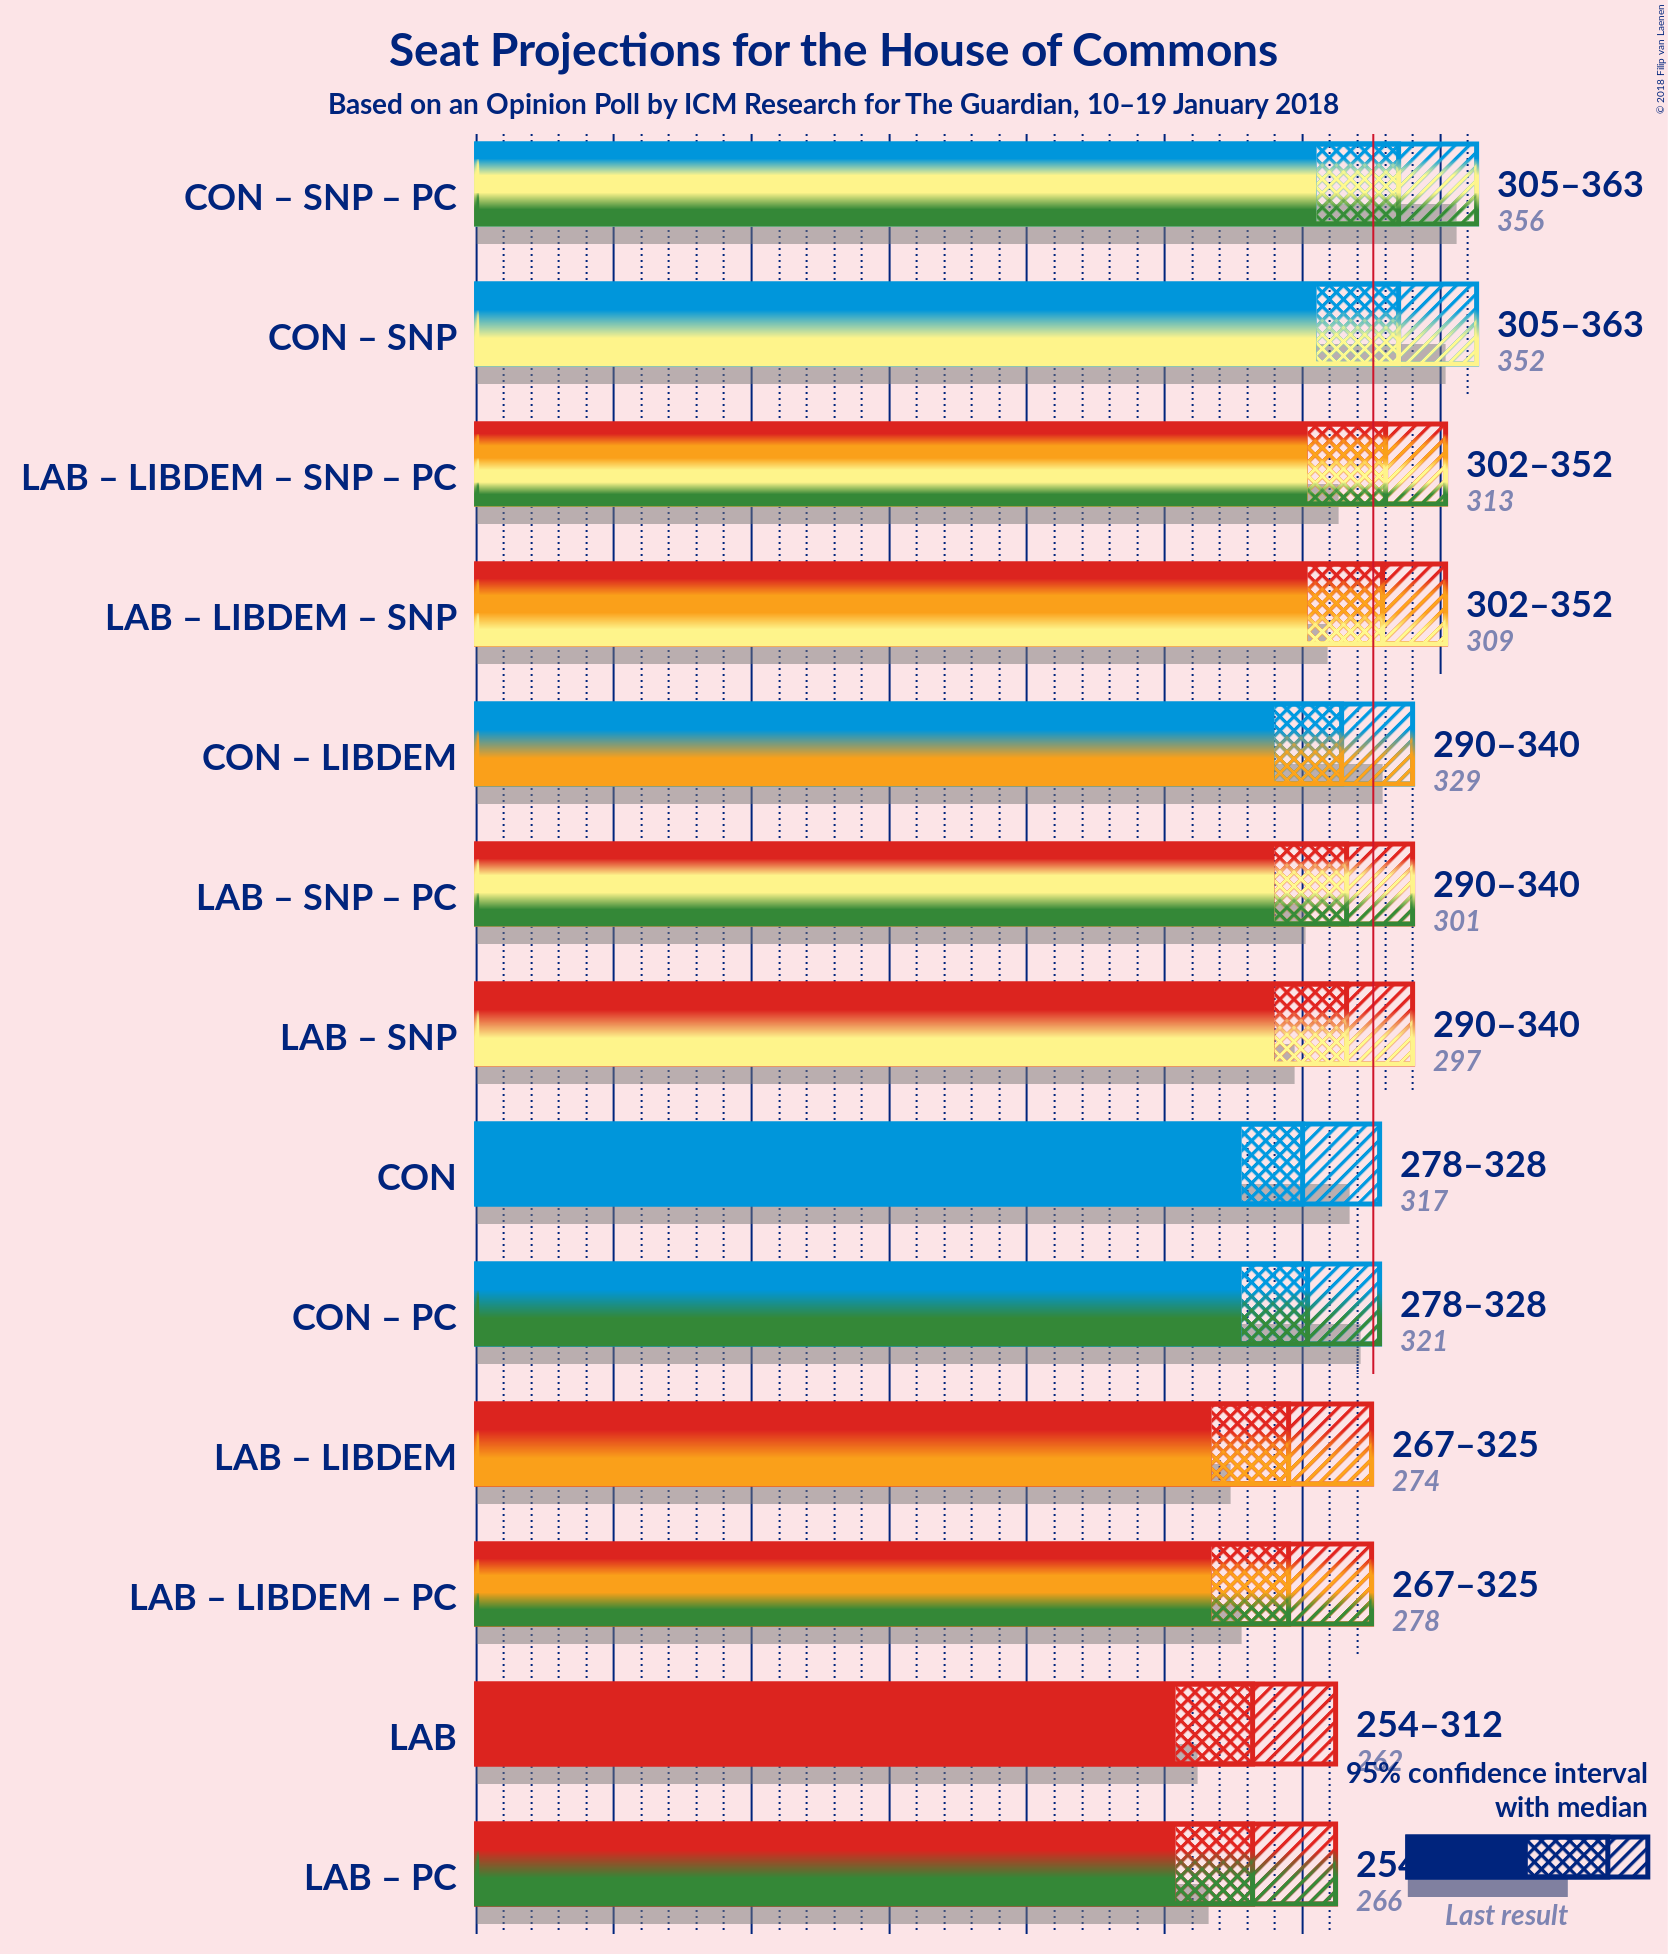 Seat Projections for the House of Commons
Based on an Opinion Poll by ICM Research for The Guardian, 10–19 January 2018
© 2018 Filip van Laenen
CON – SNP – PC
305–363
356
CON – SNP
305–363
352
LAB – LIBDEM – SNP – PC
302–352
313
LAB – LIBDEM – SNP
302–352
309
CON – LIBDEM
290–340
329
LAB – SNP – PC
290–340
301
LAB – SNP
290–340
297
CON
278–328
317
CON – PC
278–328
321
LAB – LIBDEM
267–325
274
LAB – LIBDEM – PC
267–325
278
LAB
254–312
262
LAB – PC
254
266
95% confidence interval
with median
Last result